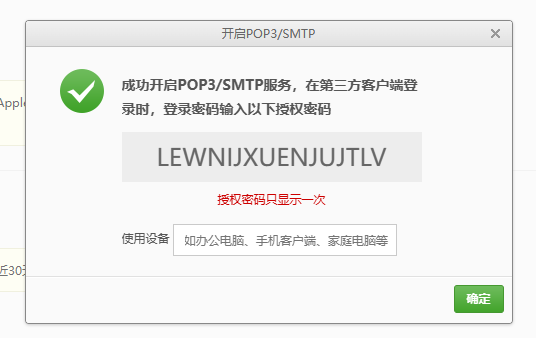 开启POP3/SMTP
成功开启POP3/SMTP服务，在第三方客户端登
录时，登录密码输入以下授权密码
LEWNIJXUENJUJTLV
授权密码只显示一次
Apple
使用设备 如办公电脑、手机客户端、家庭电脑等
近30天
确定